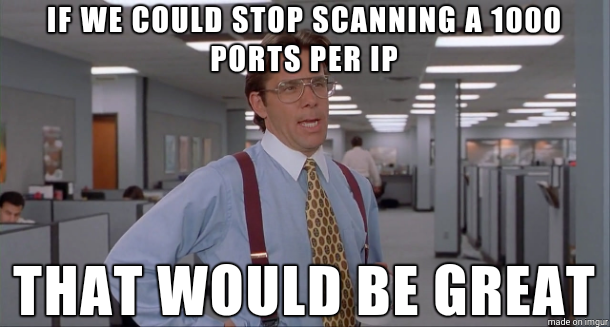 IF WE COULD STOP SCANNING A 1000
PORTS PER IP
THAT WOULD BE GREAT
made on imgur